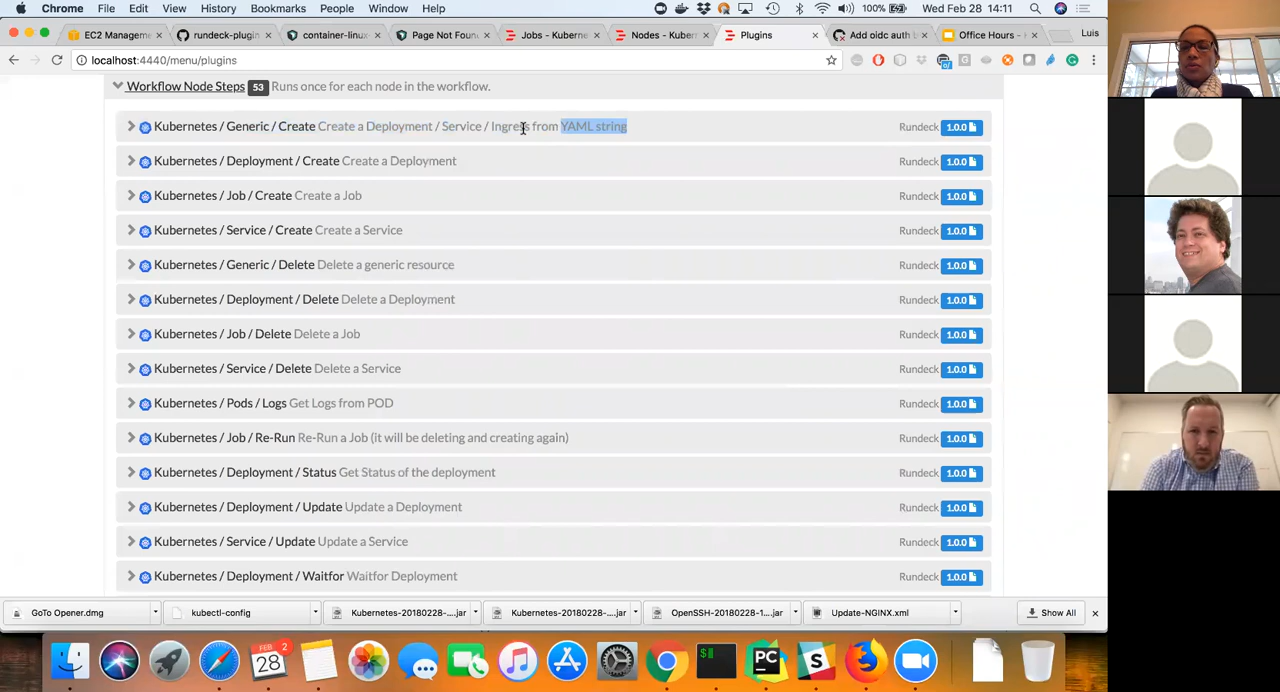 Chrome File Edit View History Bookmarks People Window Help 100% Wed Feb 28 14:11
EC2 Manageme rundeck-plugin container-linux Page Not Foun Jobs - Kuberne Nodes - Kubern Plugins Add oidc auth b Office Hours - K Luis
localhost:4440/menu/plugins
Workflow Node Steps 53 Runs once for each node in the workflow.
Kubernetes / Generic / Create Create a Deployment / Service / Ingress from YAML string Rundeck 1.0.0
Kubernetes / Deployment / Create Create a Deployment Rundeck 1.0.0
Kubernetes / Job / Create Create a Job Rundeck 1.0.0
Kubernetes / Service / Create Create a Service Rundeck 1.0.0
Kubernetes / Generic / Delete Delete a generic resource Rundeck 1.0.0
Kubernetes / Deployment / Delete Delete a Deployment Rundeck 1.0.0
Kubernetes / Job / Delete Delete a Job Rundeck 1.0.0
Kubernetes / Service / Delete Delete a Service Rundeck 1.0.0
Kubernetes / Pods / Logs Get Logs from POD Rundeck 1.0.0
Kubernetes / Job / Re-Run Re-Run a Job (it will be deleting and creating again) Rundeck 1.0.0
Kubernetes / Deployment / Status Get Status of the deployment Rundeck 1.0.0
Kubernetes / Deployment / Update Update a Deployment Rundeck 1.0.0
Kubernetes / Service / Update Update a Service Rundeck 1.0.0
Kubernetes / Deployment / Waitfor Waitfor Deployment Rundeck 1.0.0
GoTo Opener.dmg kubectl-config Kubernetes-20180228-....jar Kubernetes-20180228-....jar OpenSSH-20180228-1....jar Update-NGINX.xml Show All
FEB 28 2 $ PC S